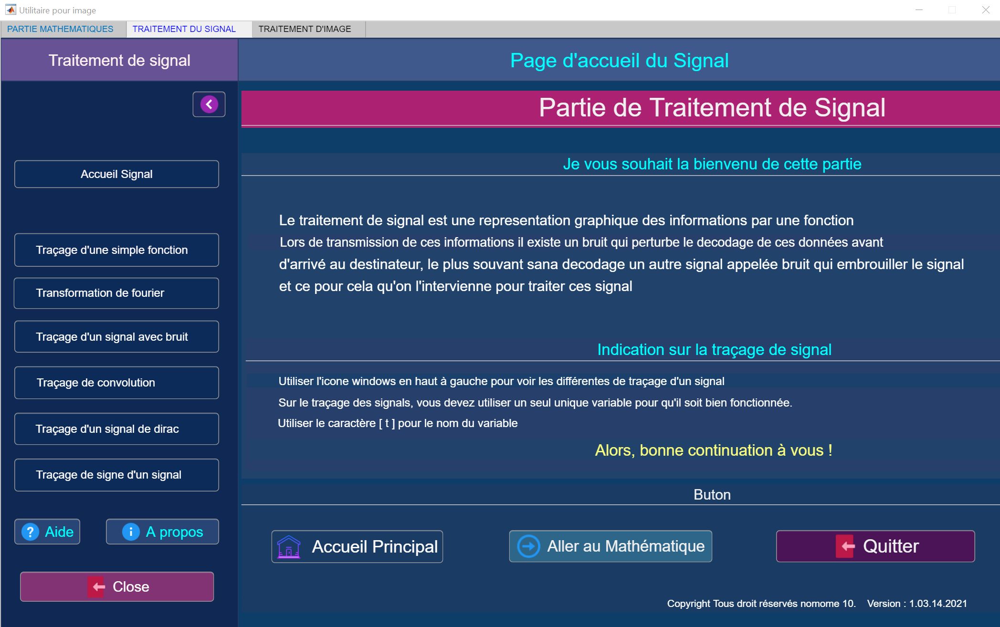 Utilitaire pour image
PARTIE MATHEMATIQUES
TRAITEMENT DU SIGNAL
TRAITEMENT D'IMAGE
Traitement de signal
Page d'accueil du Signal
Partie de Traitement de Signal
Accueil Signal
Traçage d'une simple fonction
Transformation de fourier
Traçage d'un signal avec bruit
Traçage de convolution
Traçage d'un signal de dirac
Traçage de signe d'un signal
Aide
A propos
Close
Je vous souhait la bienvenu de cette partie
Le traitement de signal est une representation graphique des informations par une fonction
Lors de transmission de ces informations il existe un bruit qui perturbe le decodage de ces données avant
d'arrivé au destinateur, le plus souvant sana decodage un autre signal appelée bruit qui embrouiller le signal
et ce pour cela qu'on l'intervienne pour traiter ces signal
Indication sur la traçage de signal
Utiliser l'icone windows en haut à gauche pour voir les différentes de traçage d'un signal
Sur le traçage des signals, vous devez utiliser un seul unique variable pour qu'il soit bien fonctionnée.
Utiliser le caractère [ t ] pour le nom du variable
Alors, bonne continuation à vous !
Buton
Accueil Principal
Aller au Mathématique
Quitter
Copyright Tous droit réservés nomome 10. Version : 1.03.14.2021